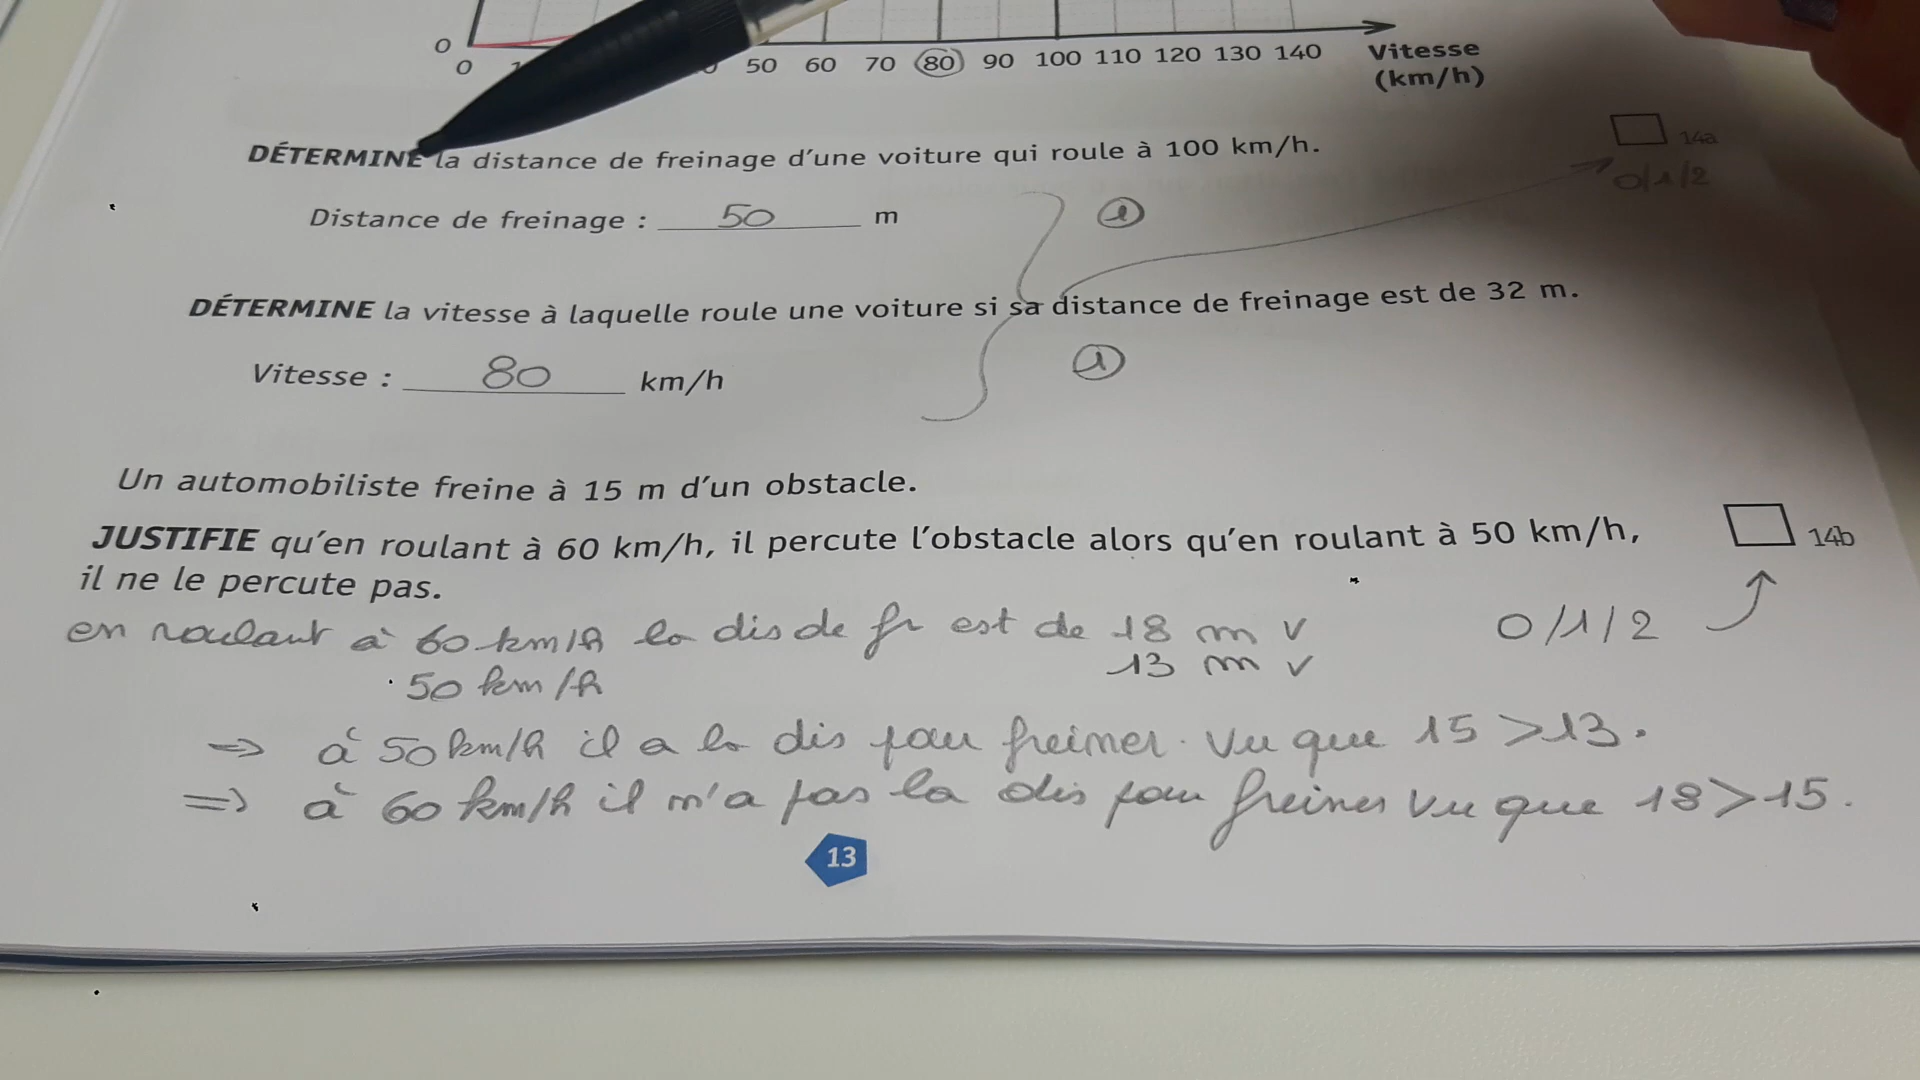 0
0 50 60 70 80 90 100 110 120 130 140 Vitesse
(km/h)
DÉTERMINE la distance de freinage d'une voiture qui roule à 100 km/h.
14a
0/1/2
Distance de freinage : 50 m
1
DÉTERMINE la vitesse à laquelle roule une voiture si sa distance de freinage est de 32 m.
Vitesse : 80 km/h
1
Un automobiliste freine à 15 m d'un obstacle.
JUSTIFIE qu'en roulant à 60 km/h, il percute l'obstacle alors qu'en roulant à 50 km/h,
14b
il ne le percute pas.
en roulant à 60 km/h la dis de fr est de 18 m v
0/1/2
50 km/h 13 m v
=> à 50 km/h il a la dis pour freiner. Vu que 15 > 13.
=> à 60 km/h il n'a pas la dis pour freiner vu que 18 > 15.
13